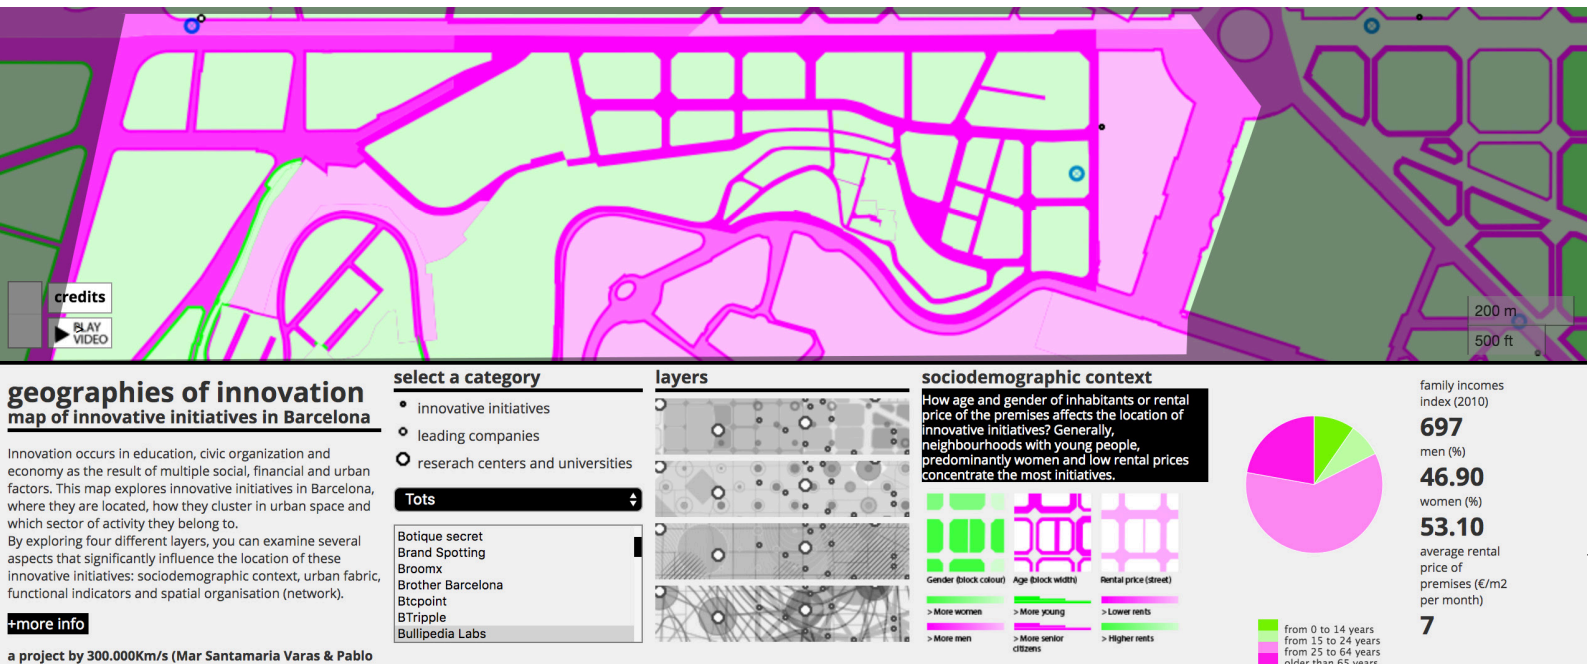 credits
PLAY
VIDEO
200 m
500 ft
geographies of innovation
map of innovative initiatives in Barcelona
Innovation occurs in education, civic organization and
economy as the result of multiple social, financial and urban
factors. This map explores innovative initiatives in Barcelona,
where they are located, how they cluster in urban space and
which sector of activity they belong to.
By exploring four different layers, you can examine several
aspects that significantly influence the location of these
innovative initiatives: sociodemographic context, urban fabric,
functional indicators and spatial organisation (network).
+more info
a project by 300.000Km/s (Mar Santamaria Varas & Pablo
select a category
innovative initiatives
leading companies
reserach centers and universities
Tots
Botique secret
Brand Spotting
Broomx
Brother Barcelona
Btcpoint
BTripple
Bullipedia Labs
layers
sociodemographic context
How age and gender of inhabitants or rental
price of the premises affects the location of
innovative initiatives? Generally,
neighbourhoods with young people,
predominantly women and low rental prices
concentrate the most initiatives.
Gender (block colour) Age (block width) Rental price (street)
> More women > More young > Lower rents
> More men > More senior > Higher rents
citizens
from 0 to 14 years
from 15 to 24 years
from 25 to 64 years
older than 65 years
family incomes
index (2010)
697
men (%)
46.90
women (%)
53.10
average rental
price of
premises (€/m2
per month)
7